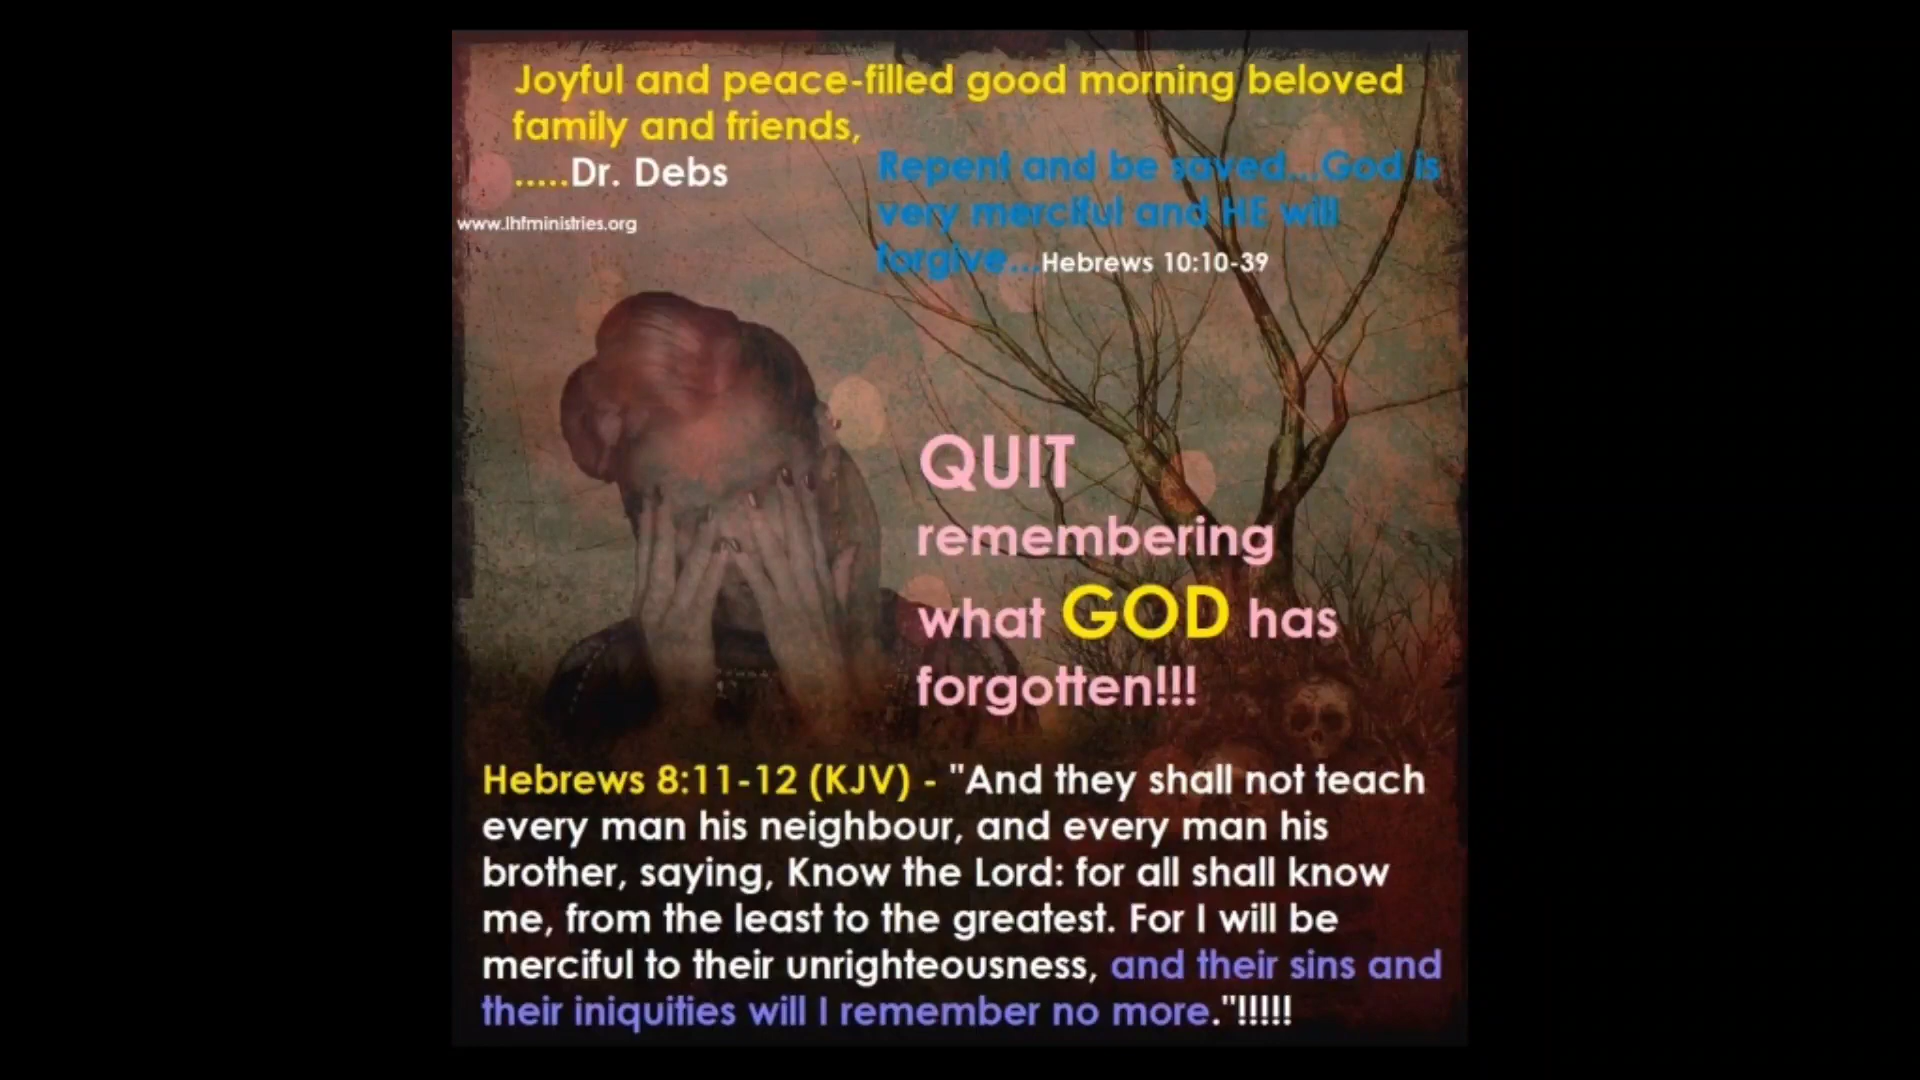 Joyful and peace-filled good morning beloved
family and friends,
.....Dr. Debs
www.lhfministries.org
Repent and be saved...God is
very merciful and HE will
forgive...Hebrews 10:10-39
QUIT
remembering
what GOD has
forgotten!!!
Hebrews 8:11-12 (KJV) - "And they shall not teach
every man his neighbour, and every man his
brother, saying, Know the Lord: for all shall know
me, from the least to the greatest. For I will be
merciful to their unrighteousness, and their sins and
their iniquities will I remember no more."!!!!!